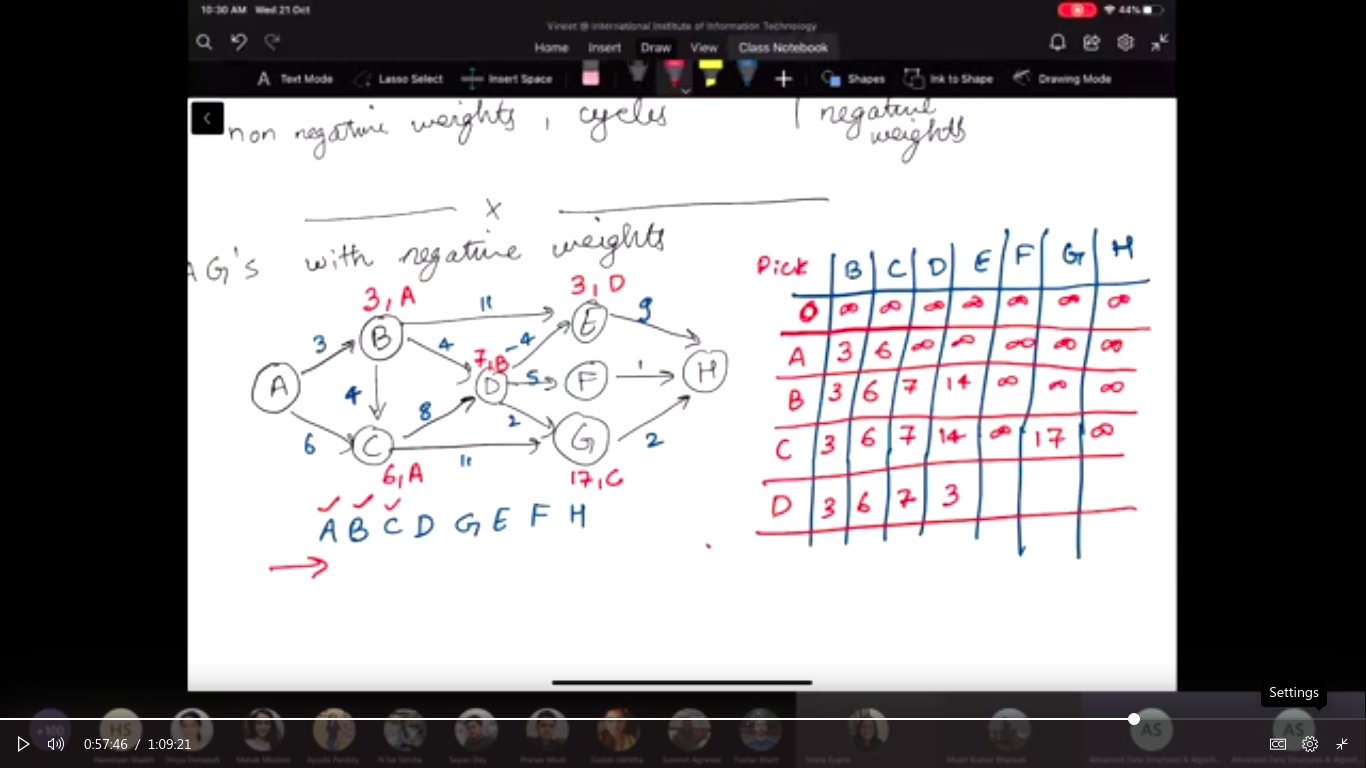 10:30 AM Wed 21 Oct
44%
Vineet @ International Institute of Information Technology
Home Insert Draw View Class Notebook
Text Mode Lasso Select Insert Space Shapes Ink to Shape Drawing Mode
non negative weights, cycles
negative
weights
x
AG's with negative weights
3, A
11
3, D
9
3
B
4
-4
E
7, B
A
4
D
5
F
1
H
8
2
6
C
G
2
11
6, A
17, C
A B C D G E F H
Pick B C D E F G H
0 ∞ ∞ ∞ ∞ ∞ ∞ ∞
A 3 6 ∞ ∞ ∞ ∞ ∞
B 3 6 7 14 ∞ ∞ ∞
C 3 6 7 14 ∞ 17 ∞
D 3 6 7 3
Settings
+100 HS AS AS
0:57:46 / 1:09:21
CC